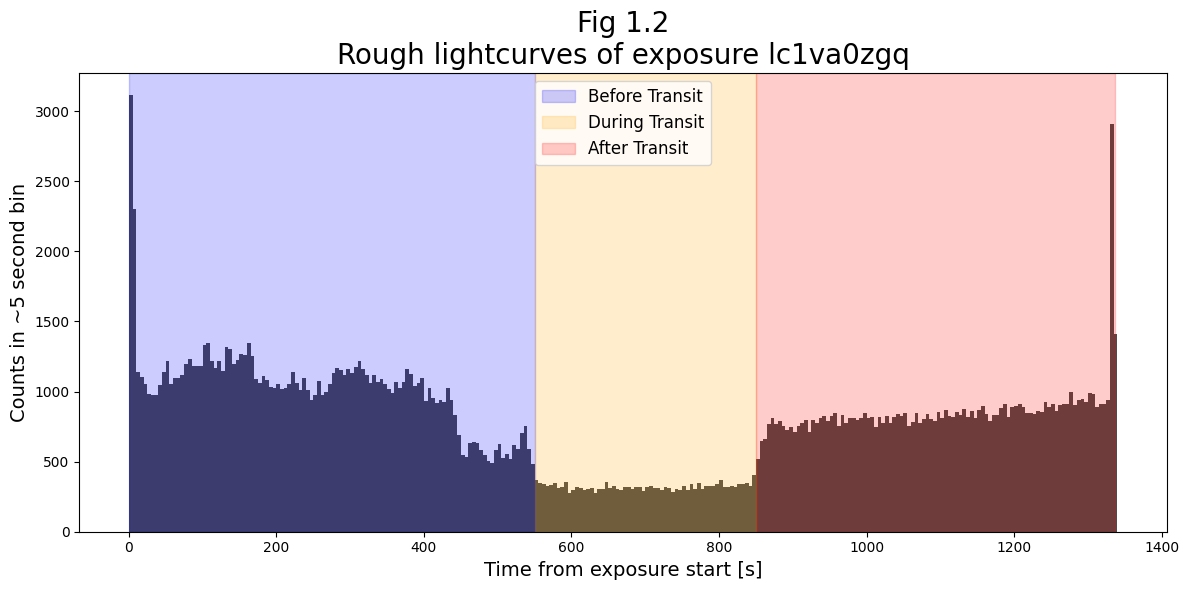 Fig 1.2
Rough lightcurves of exposure lc1va0zgq
Before Transit
During Transit
After Transit
Counts in ~5 second bin
3000
2500
2000
1500
1000
500
0
0 200 400 600 800 1000 1200 1400
Time from exposure start [s]